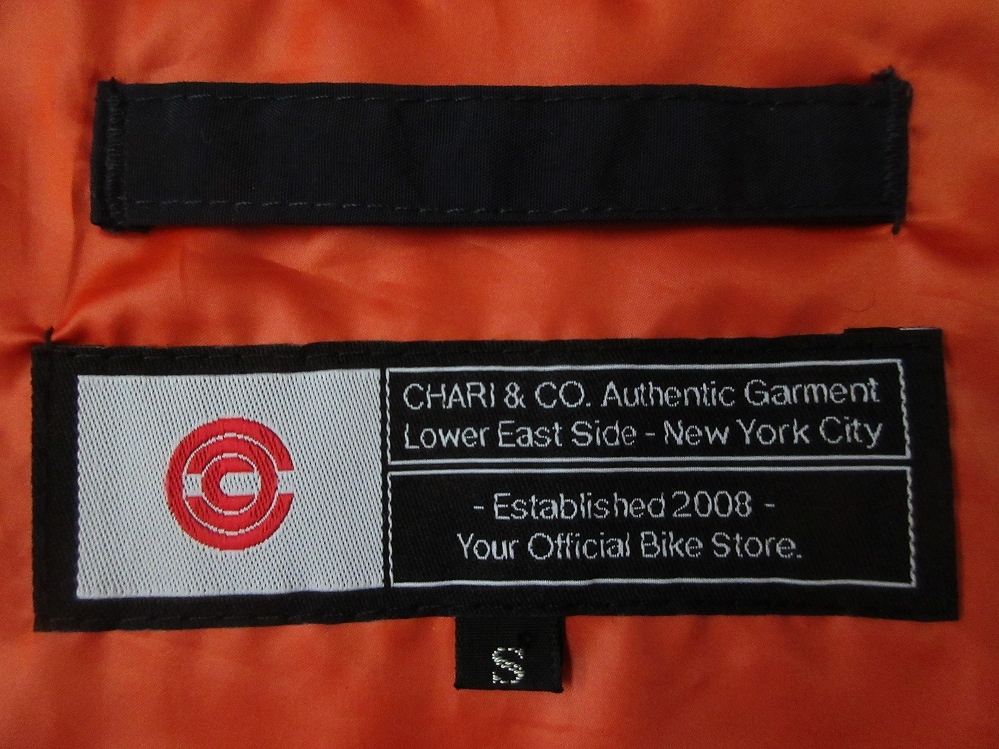 CHARI & CO. Authentic Garment
Lower East Side - New York City
- Established 2008 -
Your Official Bike Store.
S